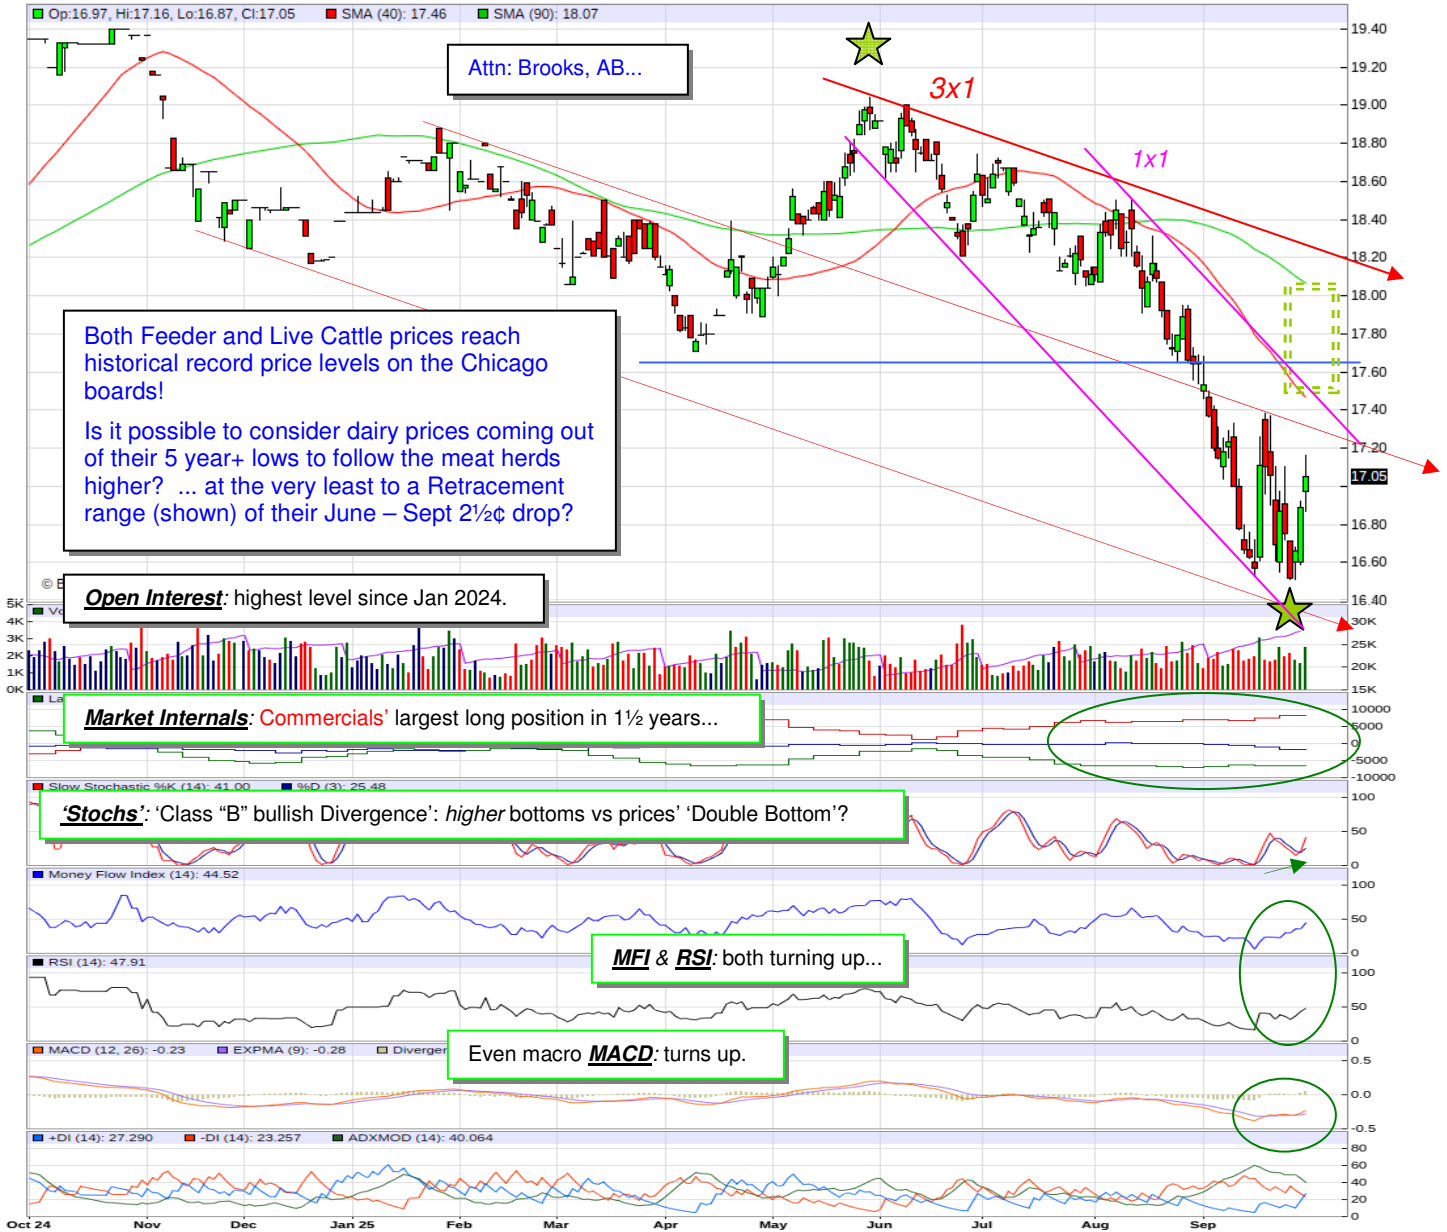 Op:16.97, Hi:17.16, Lo:16.87, Cl:17.05 SMA (40): 17.46 SMA (90): 18.07
19.40
19.20
19.00
18.80
18.60
18.40
18.20
18.00
17.80
17.60
17.40
17.20
17.05
16.80
16.60
16.40
Attn: Brooks, AB...
3x1
1x1
Both Feeder and Live Cattle prices reach
historical record price levels on the Chicago
boards!
Is it possible to consider dairy prices coming out
of their 5 year+ lows to follow the meat herds
higher? ... at the very least to a Retracement
range (shown) of their June – Sept 2½¢ drop?
©
Open Interest: highest level since Jan 2024.
5K
4K
3K
2K
1K
0K
30K
25K
20K
15K
Market Internals: Commercials' largest long position in 1½ years...
10000
5000
0
-5000
-10000
Slow Stochastic %K (14): 41.00 %D (3): 25.48
'Stochs': 'Class "B" bullish Divergence': higher bottoms vs prices' 'Double Bottom'?
100
50
0
Money Flow Index (14): 44.52
100
50
0
MFI & RSI: both turning up...
RSI (14): 47.91
100
50
0
Even macro MACD: turns up.
MACD (12, 26): -0.23 EXPMA (9): -0.28
0.5
0.0
-0.5
+DI (14): 27.290 -DI (14): 23.257 ADXMOD (14): 40.064
80
60
40
20
0
Oct 24 Nov Dec Jan 25 Feb Mar Apr May Jun Jul Aug Sep